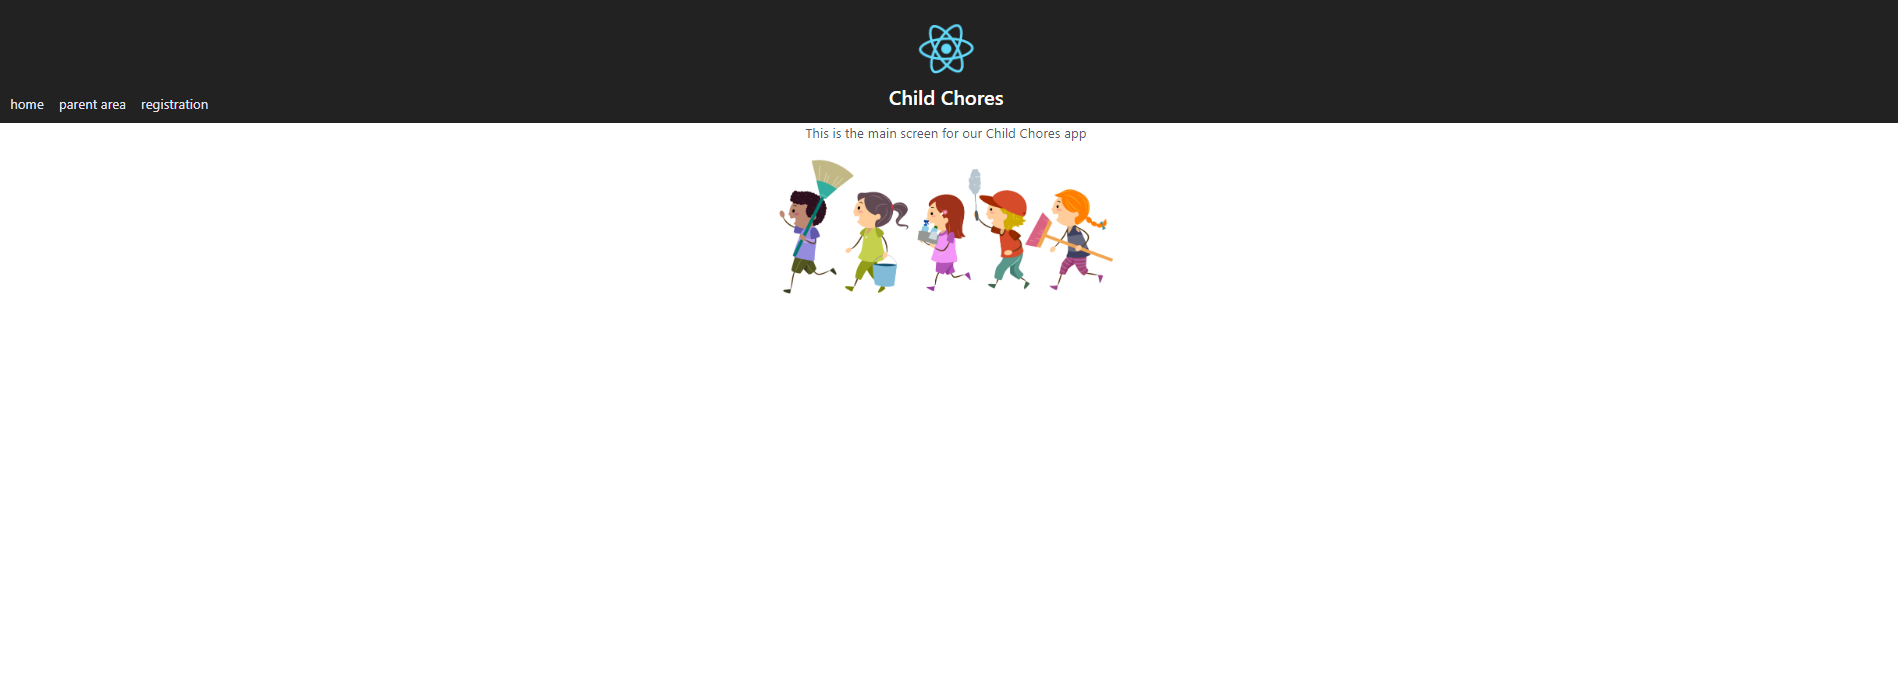 Child Chores
home parent area registration
This is the main screen for our Child Chores app